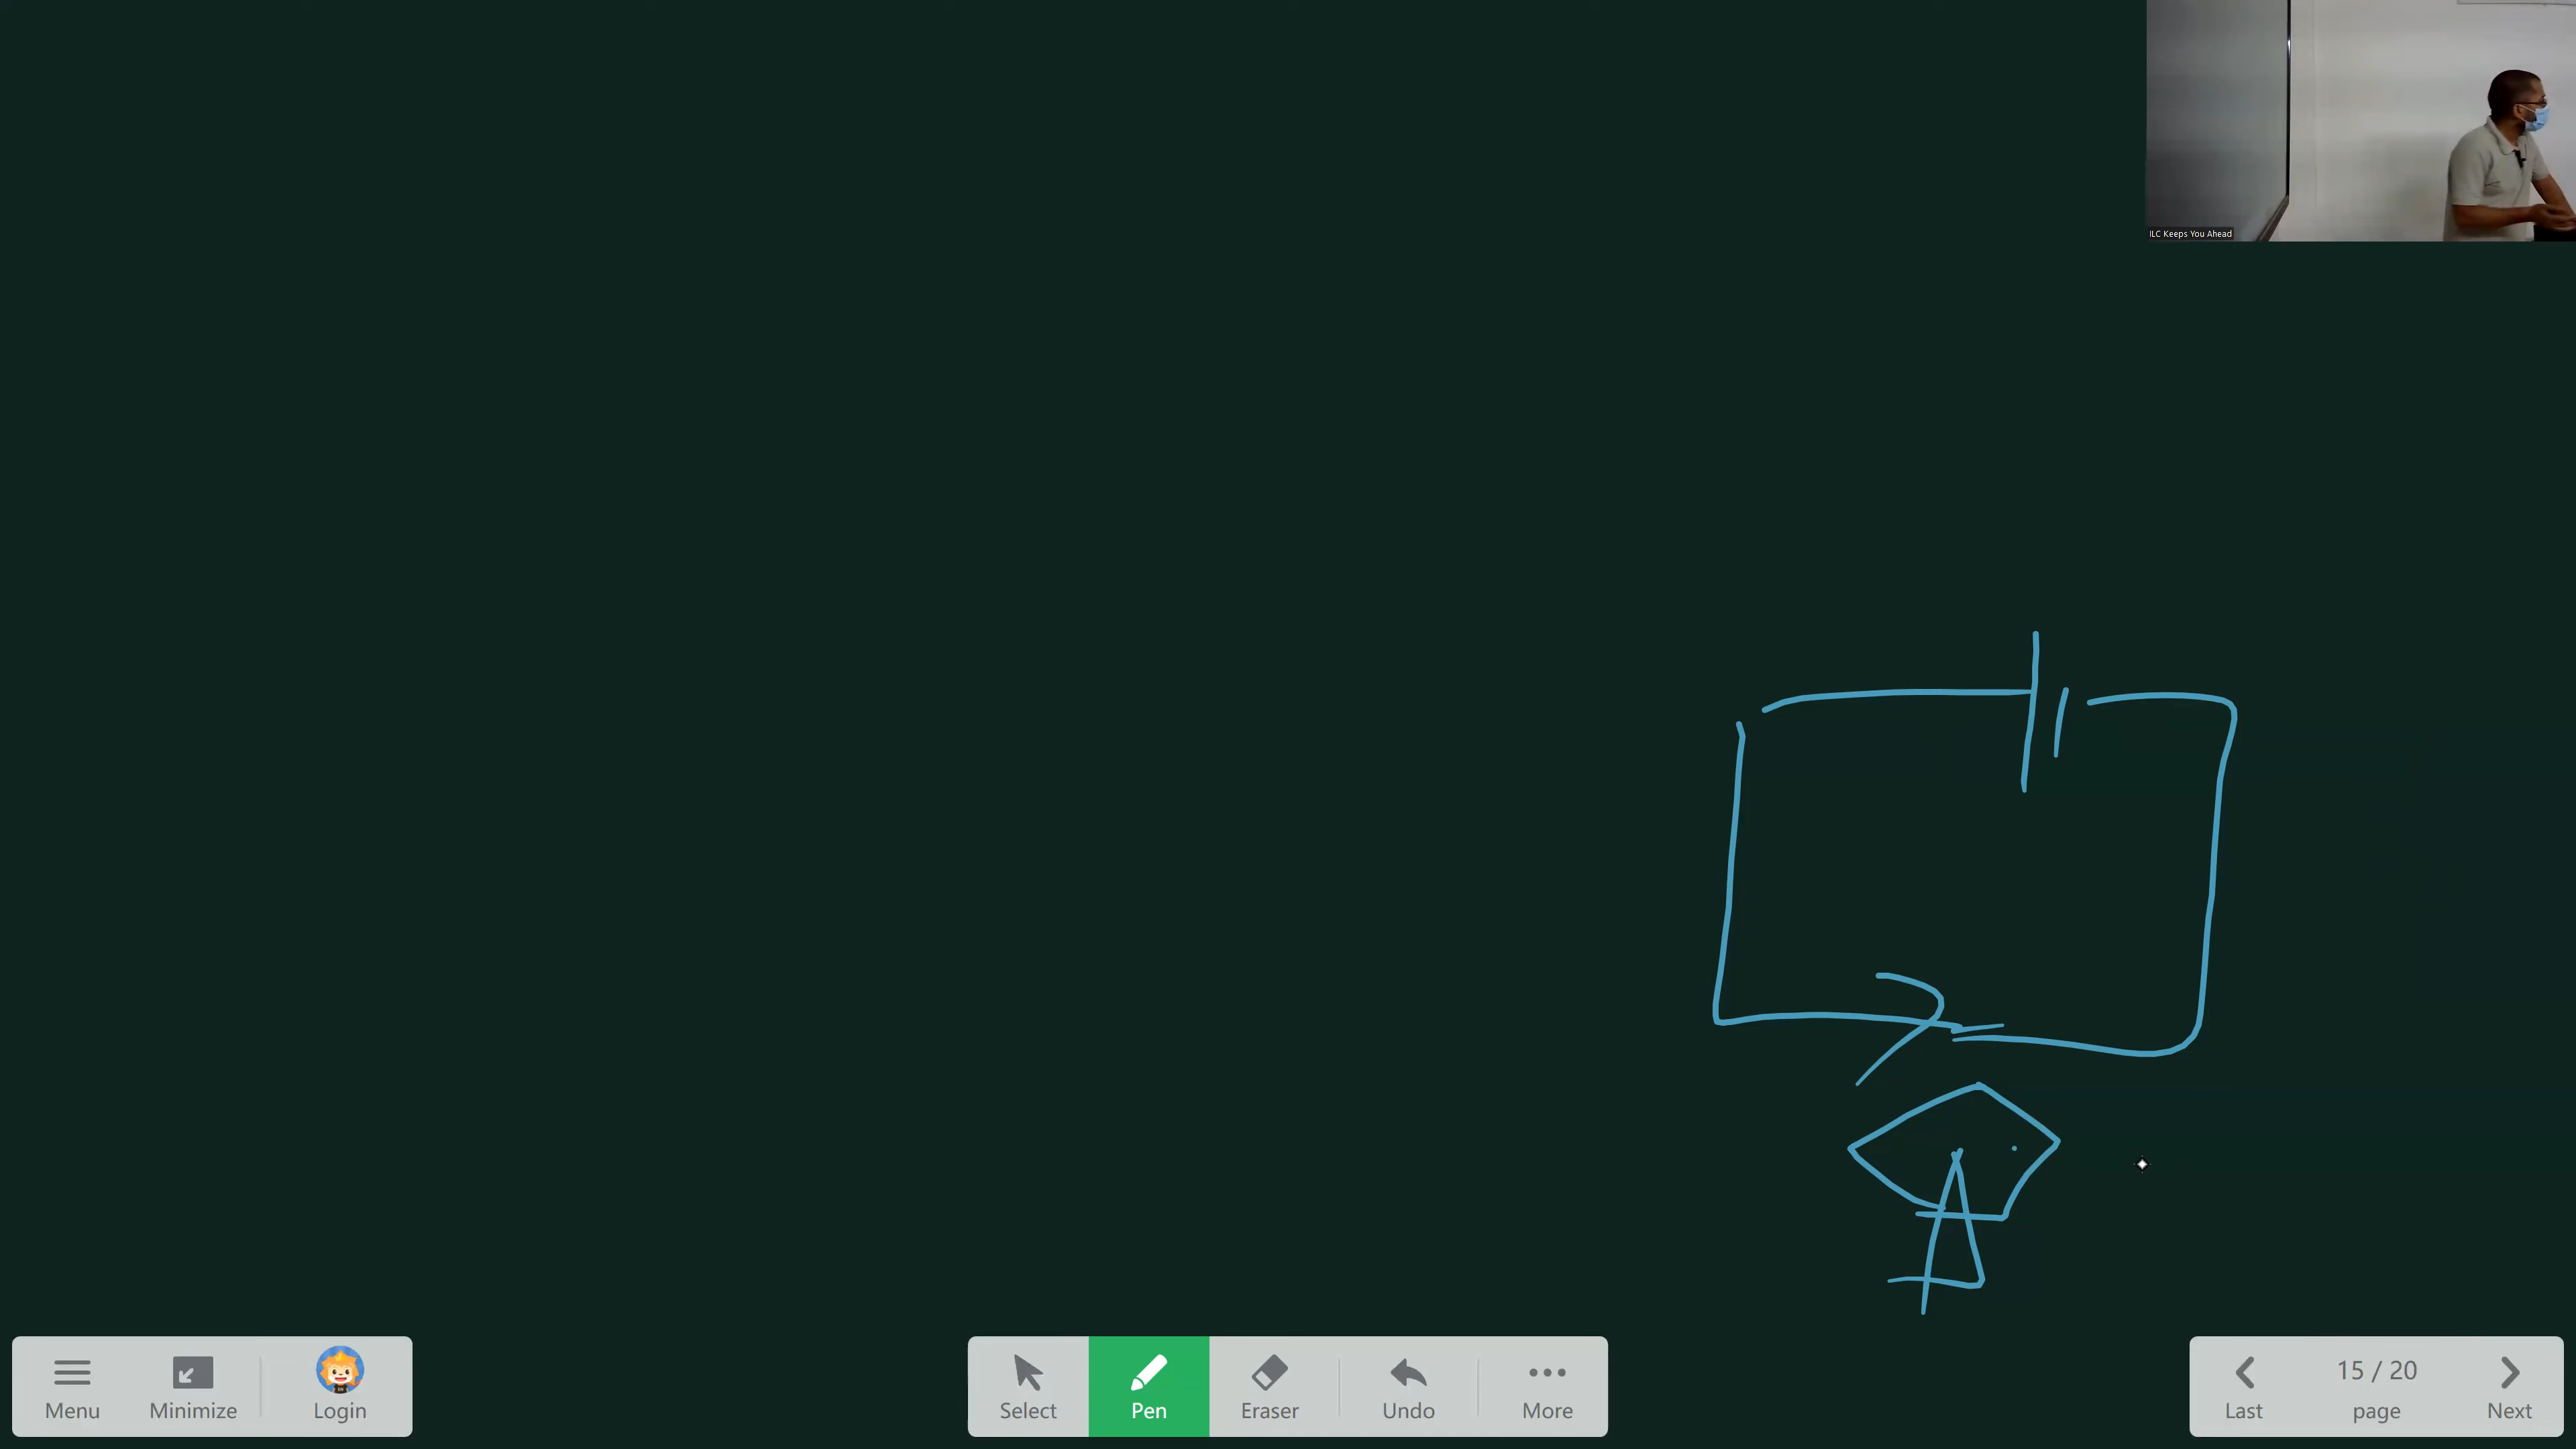 ILC Keeps You Ahead
Menu
Minimize
Login
Select
Pen
Eraser
Undo
More
Last
15 / 20
page
Next